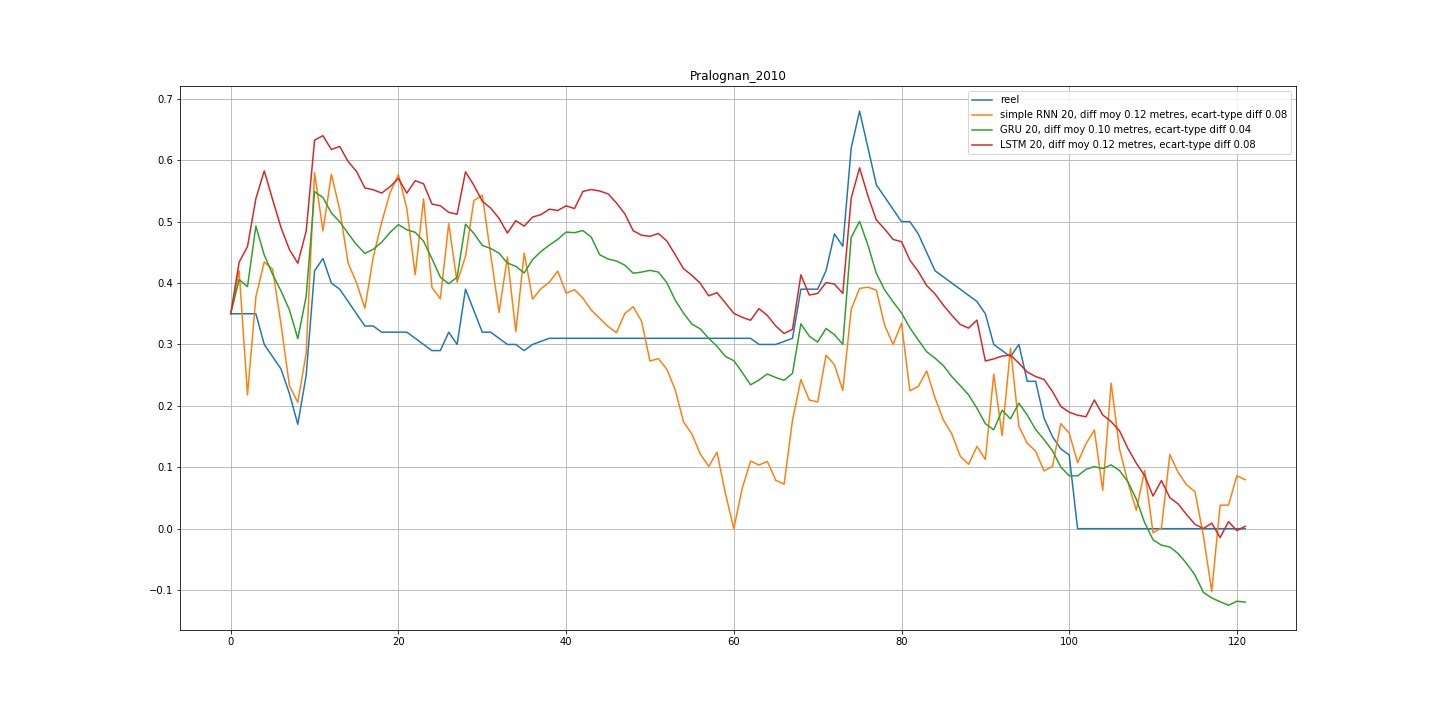 Pralognan_2010
reel
simple RNN 20, diff moy 0.12 metres, ecart-type diff 0.08
GRU 20, diff moy 0.10 metres, ecart-type diff 0.04
LSTM 20, diff moy 0.12 metres, ecart-type diff 0.08
0.7
0.6
0.5
0.4
0.3
0.2
0.1
0.0
−0.1
0 20 40 60 80 100 120